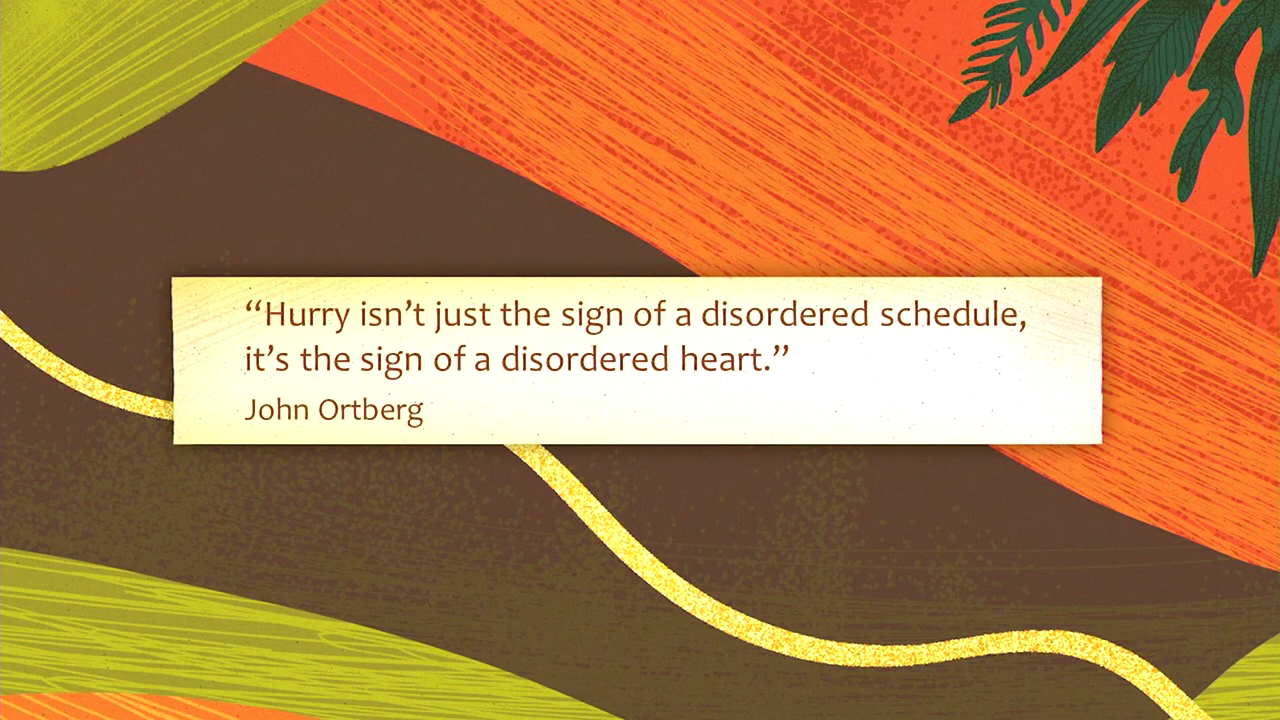 “Hurry isn’t just the sign of a disordered schedule,
it’s the sign of a disordered heart.”
John Ortberg